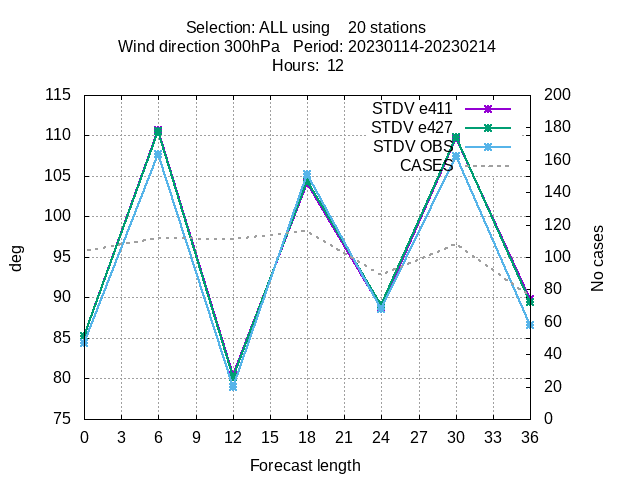 Selection: ALL using    20 stations
Wind direction 300hPa   Period: 20230114-20230214
Hours:  12
115
110
105
100
95
90
85
80
75
200
180
160
140
120
100
80
60
40
20
0
deg
No cases
STDV e411
STDV e427
STDV OBS
CASES
0 3 6 9 12 15 18 21 24 27 30 33 36
Forecast length